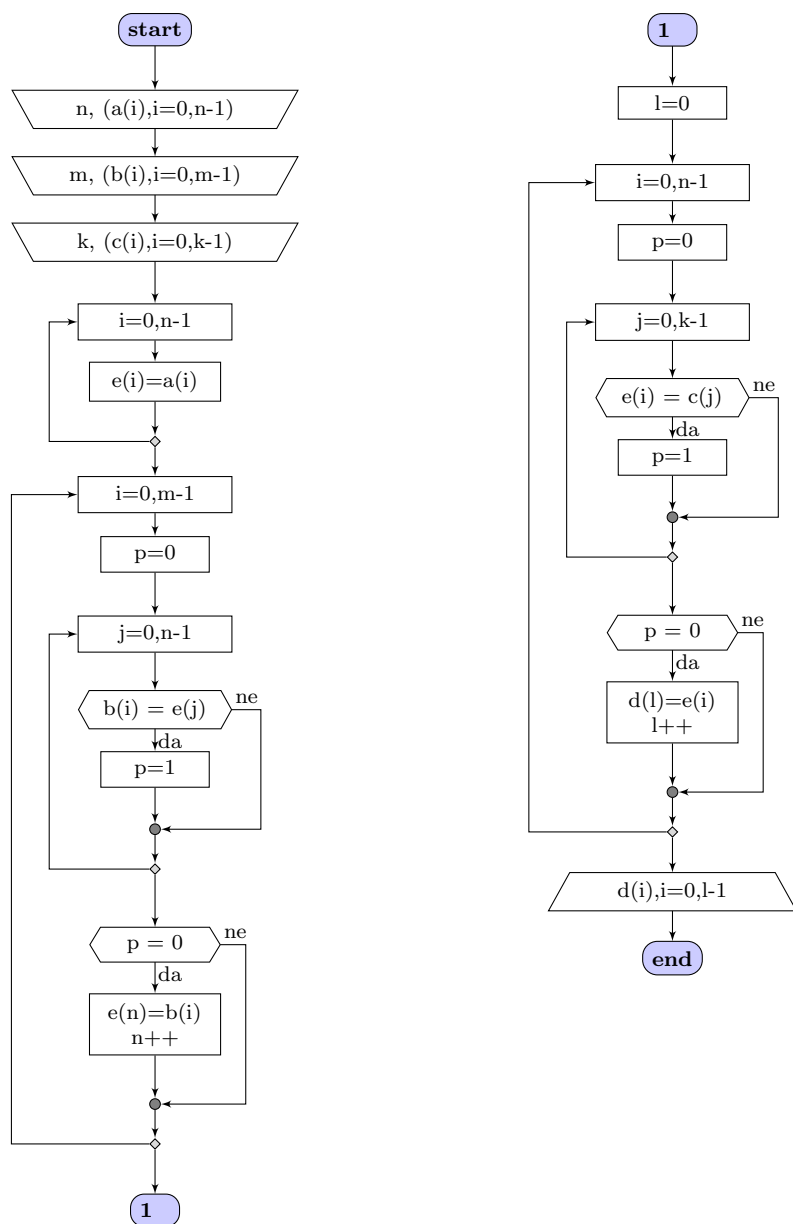 start
n, (a(i),i=0,n-1)
m, (b(i),i=0,m-1)
k, (c(i),i=0,k-1)
i=0,n-1
e(i)=a(i)
i=0,m-1
p=0
j=0,n-1
b(i) = e(j)
ne
da
p=1
p = 0
ne
da
e(n)=b(i)
n++
1
1
l=0
i=0,n-1
p=0
j=0,k-1
e(i) = c(j)
ne
da
p=1
p = 0
ne
da
d(l)=e(i)
l++
d(i),i=0,l-1
end